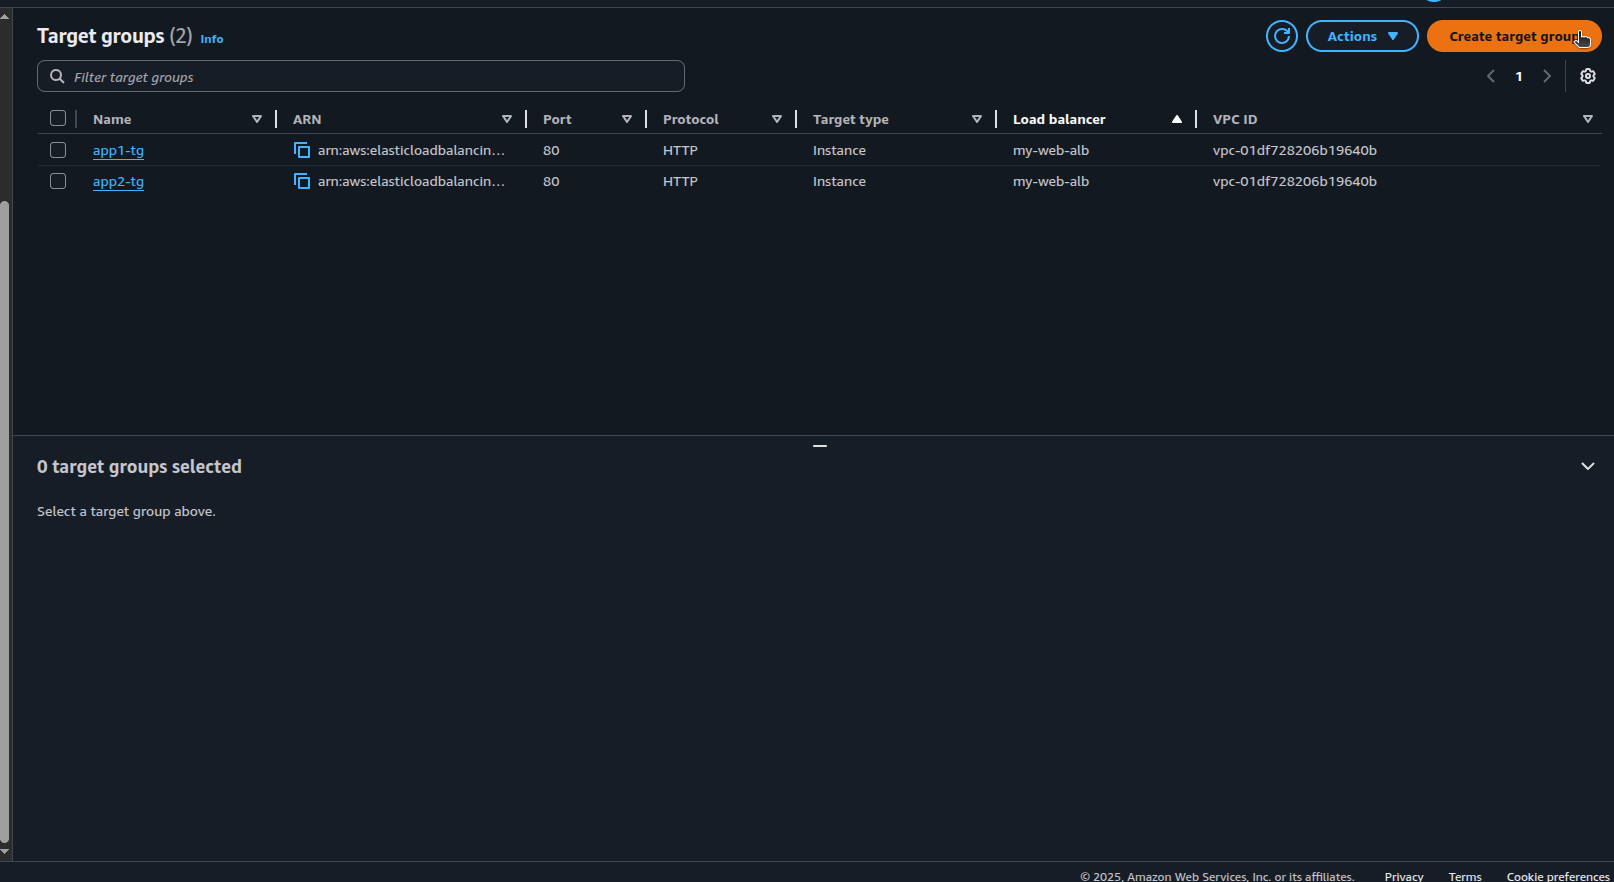 Target groups (2) Info
Actions
Create target group
Filter target groups
1
Name ARN Port Protocol Target type Load balancer VPC ID
app1-tg arn:aws:elasticloadbalancin... 80 HTTP Instance my-web-alb vpc-01df728206b19640b
app2-tg arn:aws:elasticloadbalancin... 80 HTTP Instance my-web-alb vpc-01df728206b19640b
0 target groups selected
Select a target group above.
© 2025, Amazon Web Services, Inc. or its affiliates. Privacy Terms Cookie preferences